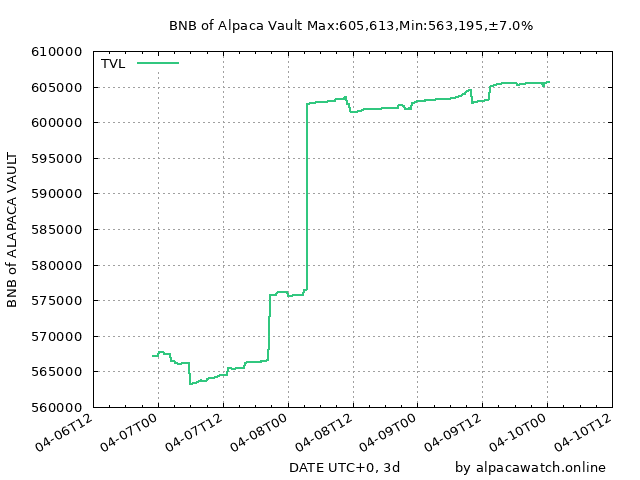 BNB of Alpaca Vault Max:605,613,Min:563,195,±7.0%
TVL
610000
605000
600000
595000
590000
585000
580000
575000
570000
565000
560000
BNB of ALAPACA VAULT
04-06T12
04-07T00
04-07T12
04-08T00
04-08T12
04-09T00
04-09T12
04-10T00
04-10T12
DATE UTC+0, 3d
by alpacawatch.online